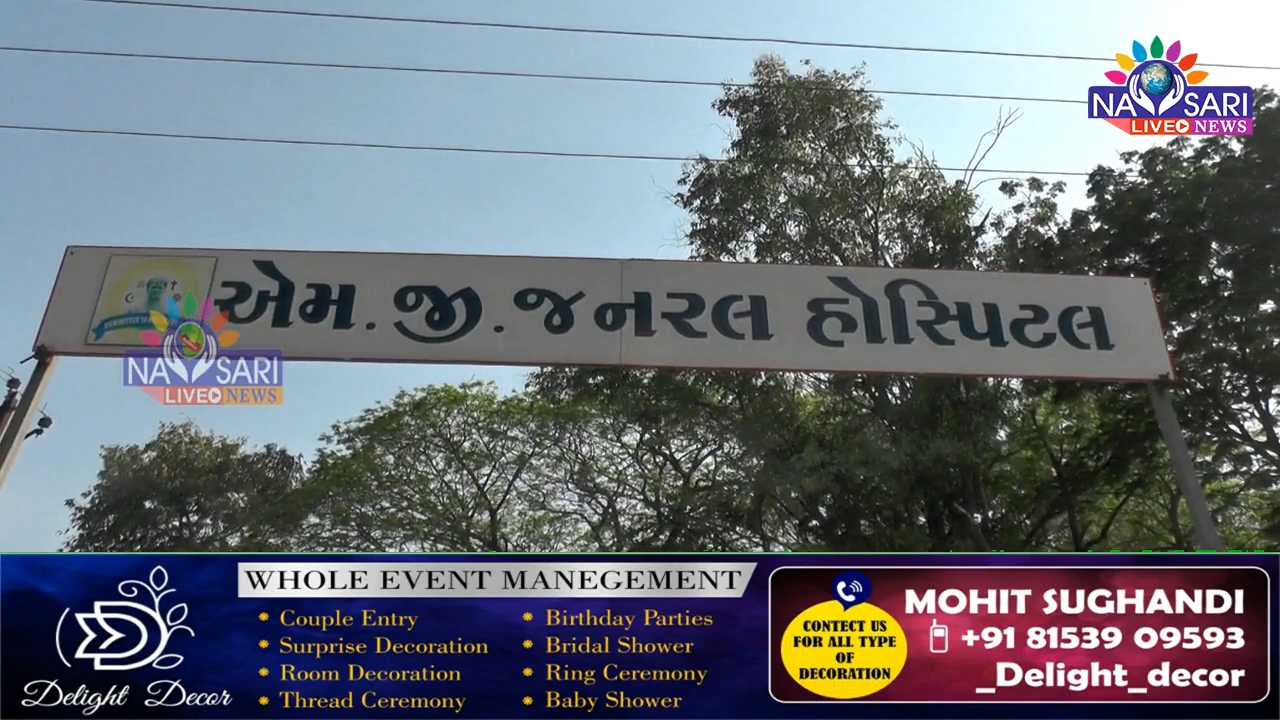 NAVSARI
LIVE NEWS
એમ.જી.જનરલ હોસ્પિટલ
NAVSARI
LIVE NEWS
WHOLE EVENT MANEGEMENT
Couple Entry
Surprise Decoration
Room Decoration
Thread Ceremony
Birthday Parties
Bridal Shower
Ring Ceremony
Baby Shower
Delight Decor
CONTECT US
FOR ALL TYPE
OF
DECORATION
MOHIT SUGHANDI
+91 81539 09593
_Delight_decor